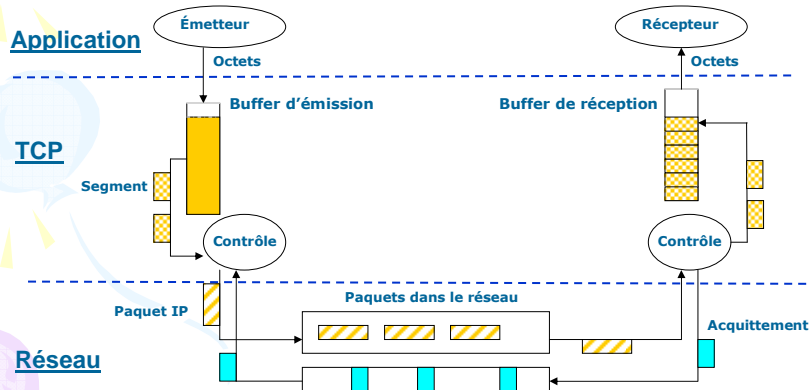 Émetteur
Récepteur
Application
Octets
Octets
Buffer d'émission
Buffer de réception
TCP
Segment
Contrôle
Contrôle
Paquets dans le réseau
Paquet IP
Acquittement
Réseau